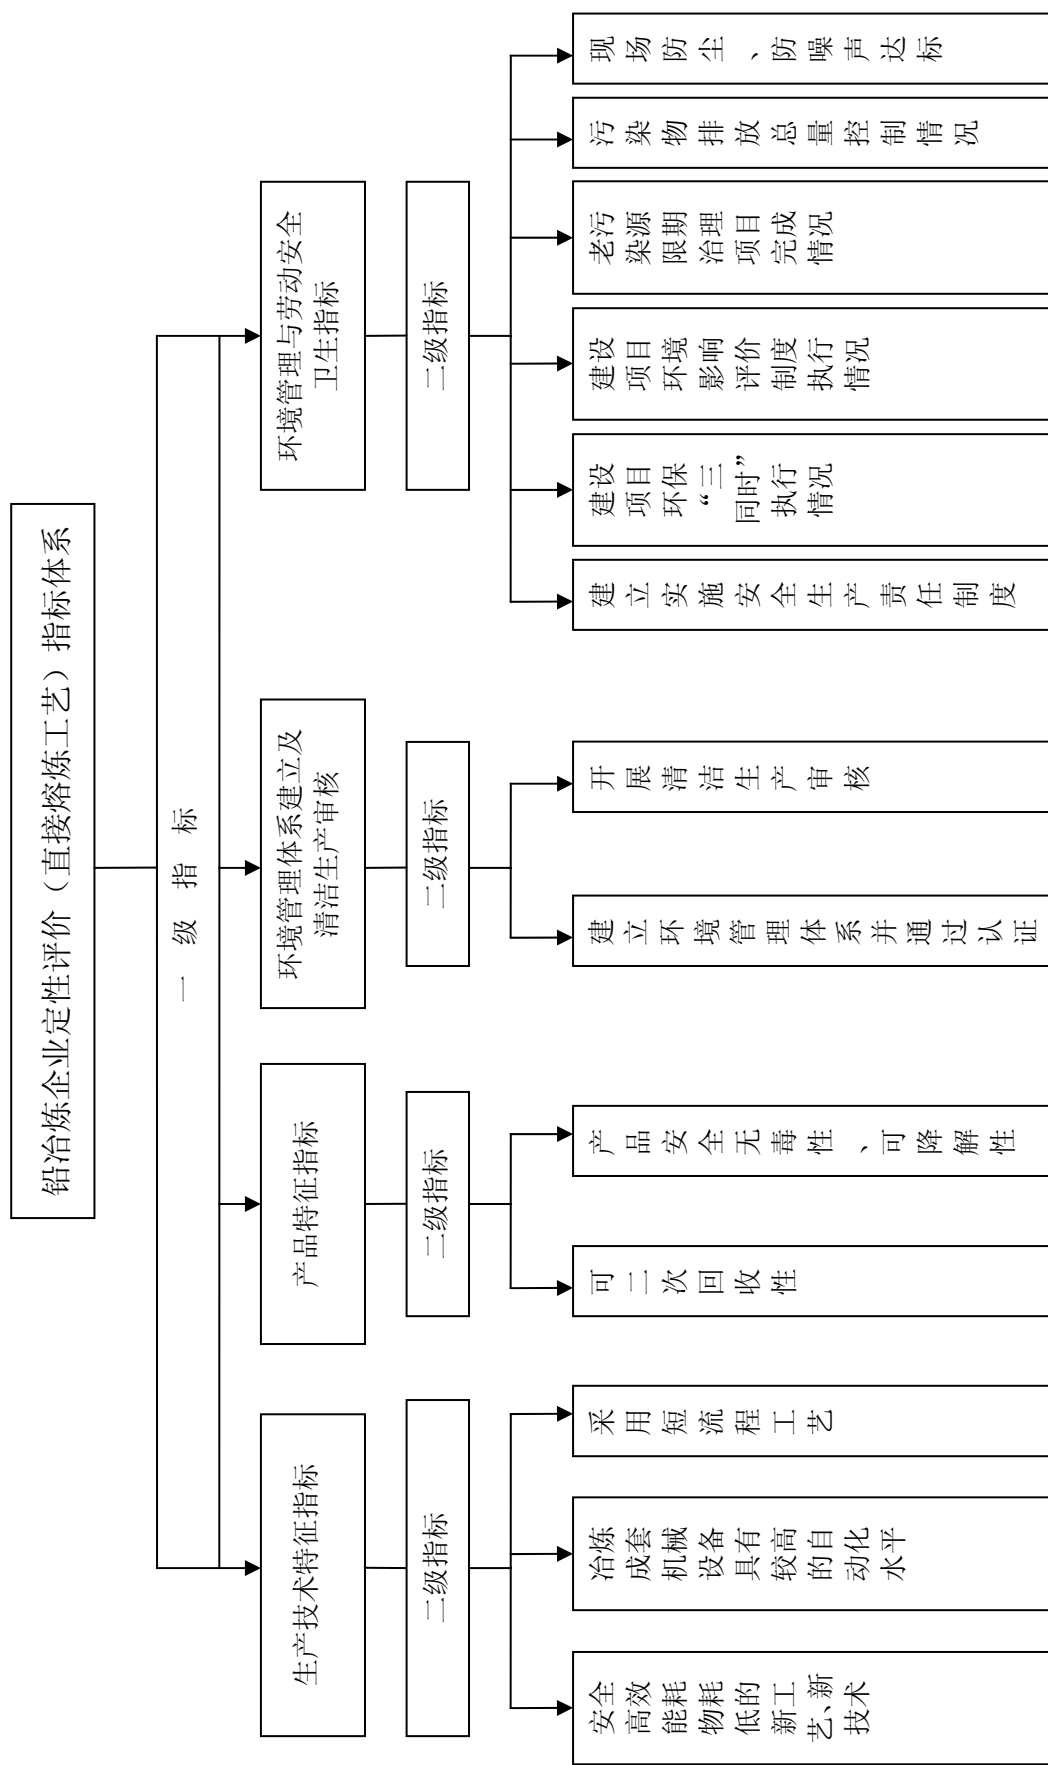 铅冶炼企业定性评价（直接熔炼工艺）指标体系
一 级 指 标
生产技术特征指标
产品特征指标
环境管理体系建立及
清洁生产审核
环境管理与劳动安全
卫生指标
二级指标
二级指标
二级指标
二级指标
安全
高效
能耗
物耗
低的
新工
艺、新
技术
冶炼
成套
机械
设备
具有
较高
的自
动化
水平
采用短流程工艺
可二次回收性
产品安全无毒性、可降解性
建立环境管理体系并通过认证
开展清洁生产审核
建立实施安全生产责任制度
建设
项目
环保
“三
同时”
执行
情况
建设
项目
环境
影响
评价
制度
执行
情况
老污
染源
限期
治理
项目
完成
情况
污染物排放总量控制情况
现场防尘、防噪声达标